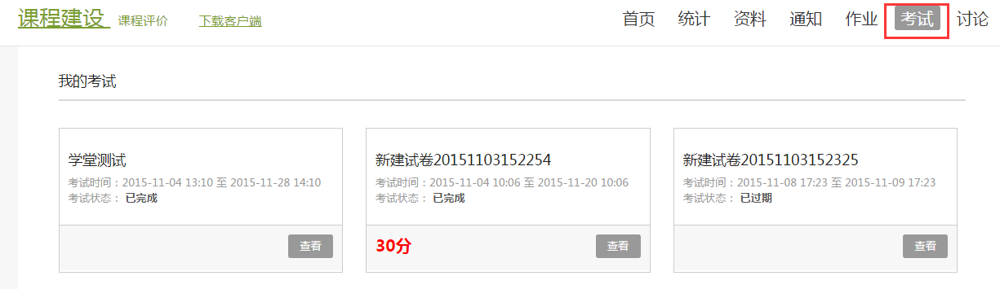 课程建设 课程评价 下载客户端 首页 统计 资料 通知 作业 考试 讨论
我的考试
学堂测试
考试时间：2015-11-04 13:10 至 2015-11-28 14:10
考试状态： 已完成
查看
新建试卷20151103152254
考试时间：2015-11-04 10:06 至 2015-11-20 10:06
考试状态： 已完成
30分 查看
新建试卷20151103152325
考试时间：2015-11-08 17:23 至 2015-11-09 17:23
考试状态： 已过期
查看